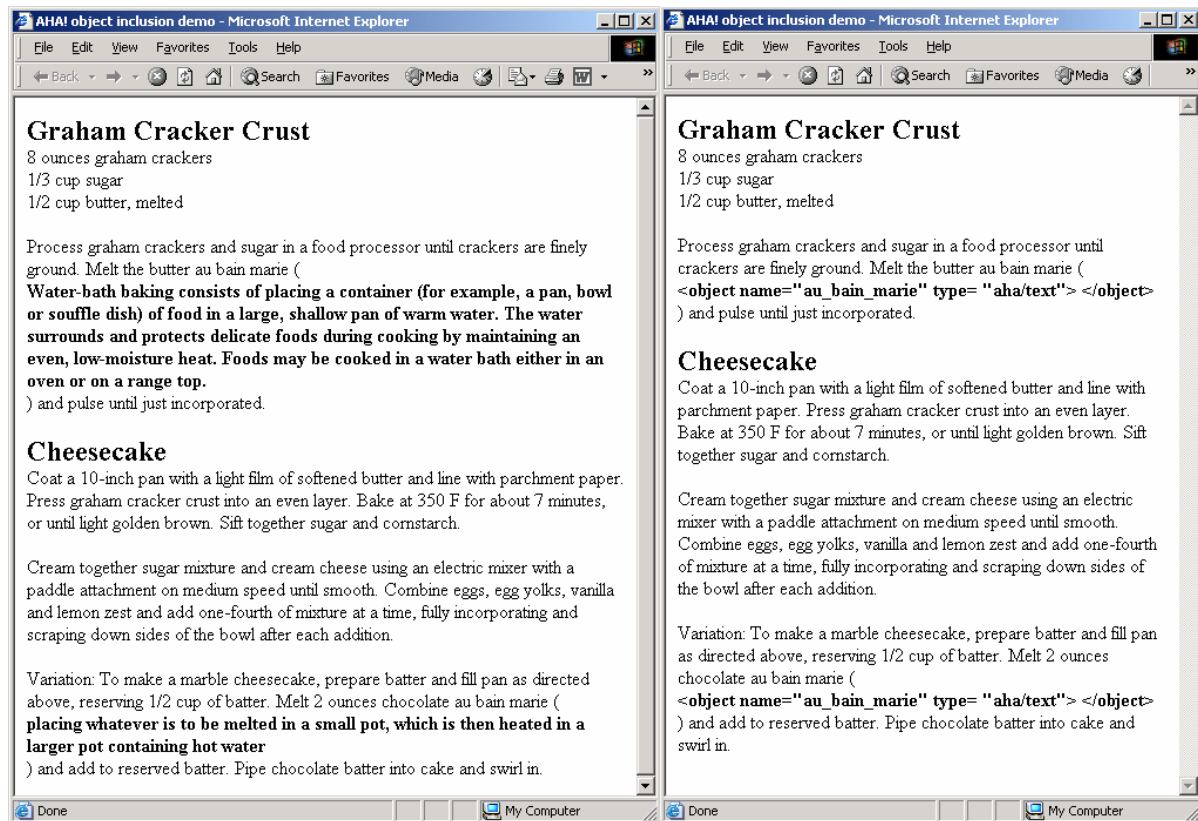 AHA! object inclusion demo - Microsoft Internet Explorer
File Edit View Favorites Tools Help
Back Search Favorites Media W »
Graham Cracker Crust
8 ounces graham crackers
1/3 cup sugar
1/2 cup butter, melted
Process graham crackers and sugar in a food processor until crackers are finely
ground. Melt the butter au bain marie (
Water-bath baking consists of placing a container (for example, a pan, bowl
or souffle dish) of food in a large, shallow pan of warm water. The water
surrounds and protects delicate foods during cooking by maintaining an
even, low-moisture heat. Foods may be cooked in a water bath either in an
oven or on a range top.
) and pulse until just incorporated.
Cheesecake
Coat a 10-inch pan with a light film of softened butter and line with parchment paper.
Press graham cracker crust into an even layer. Bake at 350 F for about 7 minutes,
or until light golden brown. Sift together sugar and cornstarch.
Cream together sugar mixture and cream cheese using an electric mixer with a
paddle attachment on medium speed until smooth. Combine eggs, egg yolks, vanilla
and lemon zest and add one-fourth of mixture at a time, fully incorporating and
scraping down sides of the bowl after each addition.
Variation: To make a marble cheesecake, prepare batter and fill pan as directed
above, reserving 1/2 cup of batter. Melt 2 ounces chocolate au bain marie (
placing whatever is to be melted in a small pot, which is then heated in a
larger pot containing hot water
) and add to reserved batter. Pipe chocolate batter into cake and swirl in.
Done My Computer
AHA! object inclusion demo - Microsoft Internet Explorer
File Edit View Favorites Tools Help
Back Search Favorites Media »
Graham Cracker Crust
8 ounces graham crackers
1/3 cup sugar
1/2 cup butter, melted
Process graham crackers and sugar in a food processor until
crackers are finely ground. Melt the butter au bain marie (
<object name="au_bain_marie" type= "aha/text"> </object>
) and pulse until just incorporated.
Cheesecake
Coat a 10-inch pan with a light film of softened butter and line with
parchment paper. Press graham cracker crust into an even layer.
Bake at 350 F for about 7 minutes, or until light golden brown. Sift
together sugar and cornstarch.
Cream together sugar mixture and cream cheese using an electric
mixer with a paddle attachment on medium speed until smooth.
Combine eggs, egg yolks, vanilla and lemon zest and add one-fourth
of mixture at a time, fully incorporating and scraping down sides of
the bowl after each addition.
Variation: To make a marble cheesecake, prepare batter and fill pan
as directed above, reserving 1/2 cup of batter. Melt 2 ounces
chocolate au bain marie (
<object name="au_bain_marie" type= "aha/text"> </object>
) and add to reserved batter. Pipe chocolate batter into cake and
swirl in.
Done My Computer